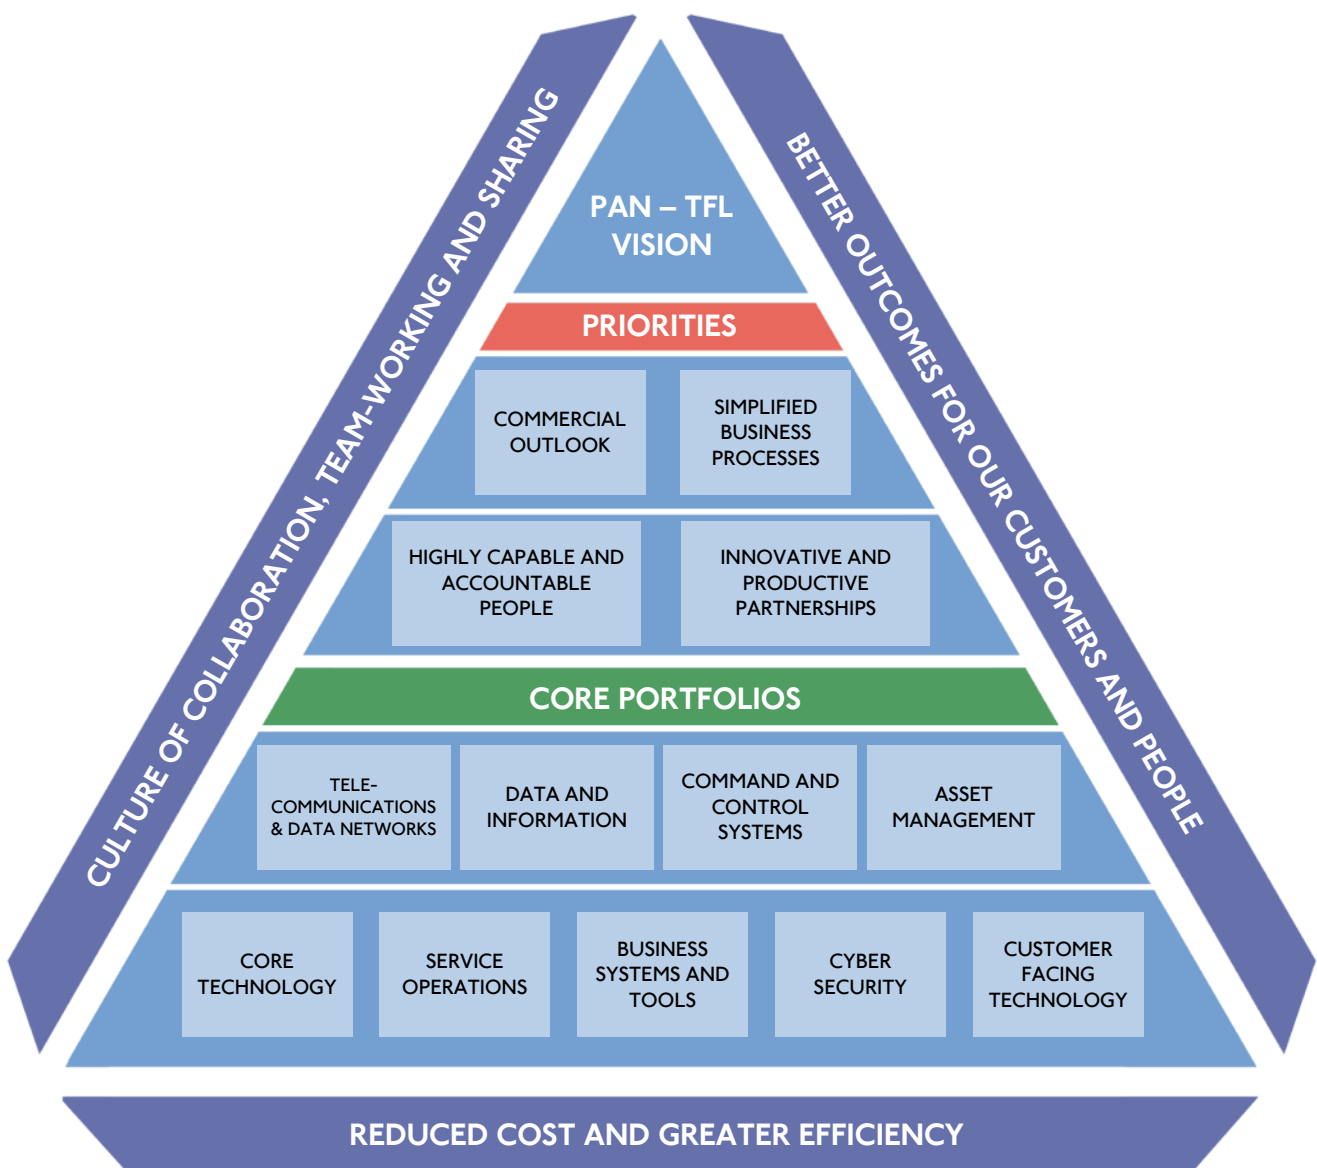 CULTURE OF COLLABORATION, TEAM-WORKING AND SHARING
BETTER OUTCOMES FOR OUR CUSTOMERS AND PEOPLE
PAN – TFL
VISION
PRIORITIES
COMMERCIAL
OUTLOOK
SIMPLIFIED
BUSINESS
PROCESSES
HIGHLY CAPABLE AND
ACCOUNTABLE
PEOPLE
INNOVATIVE AND
PRODUCTIVE
PARTNERSHIPS
CORE PORTFOLIOS
TELE-
COMMUNICATIONS
& DATA NETWORKS
DATA AND
INFORMATION
COMMAND AND
CONTROL
SYSTEMS
ASSET
MANAGEMENT
CORE
TECHNOLOGY
SERVICE
OPERATIONS
BUSINESS
SYSTEMS AND
TOOLS
CYBER
SECURITY
CUSTOMER
FACING
TECHNOLOGY
REDUCED COST AND GREATER EFFICIENCY